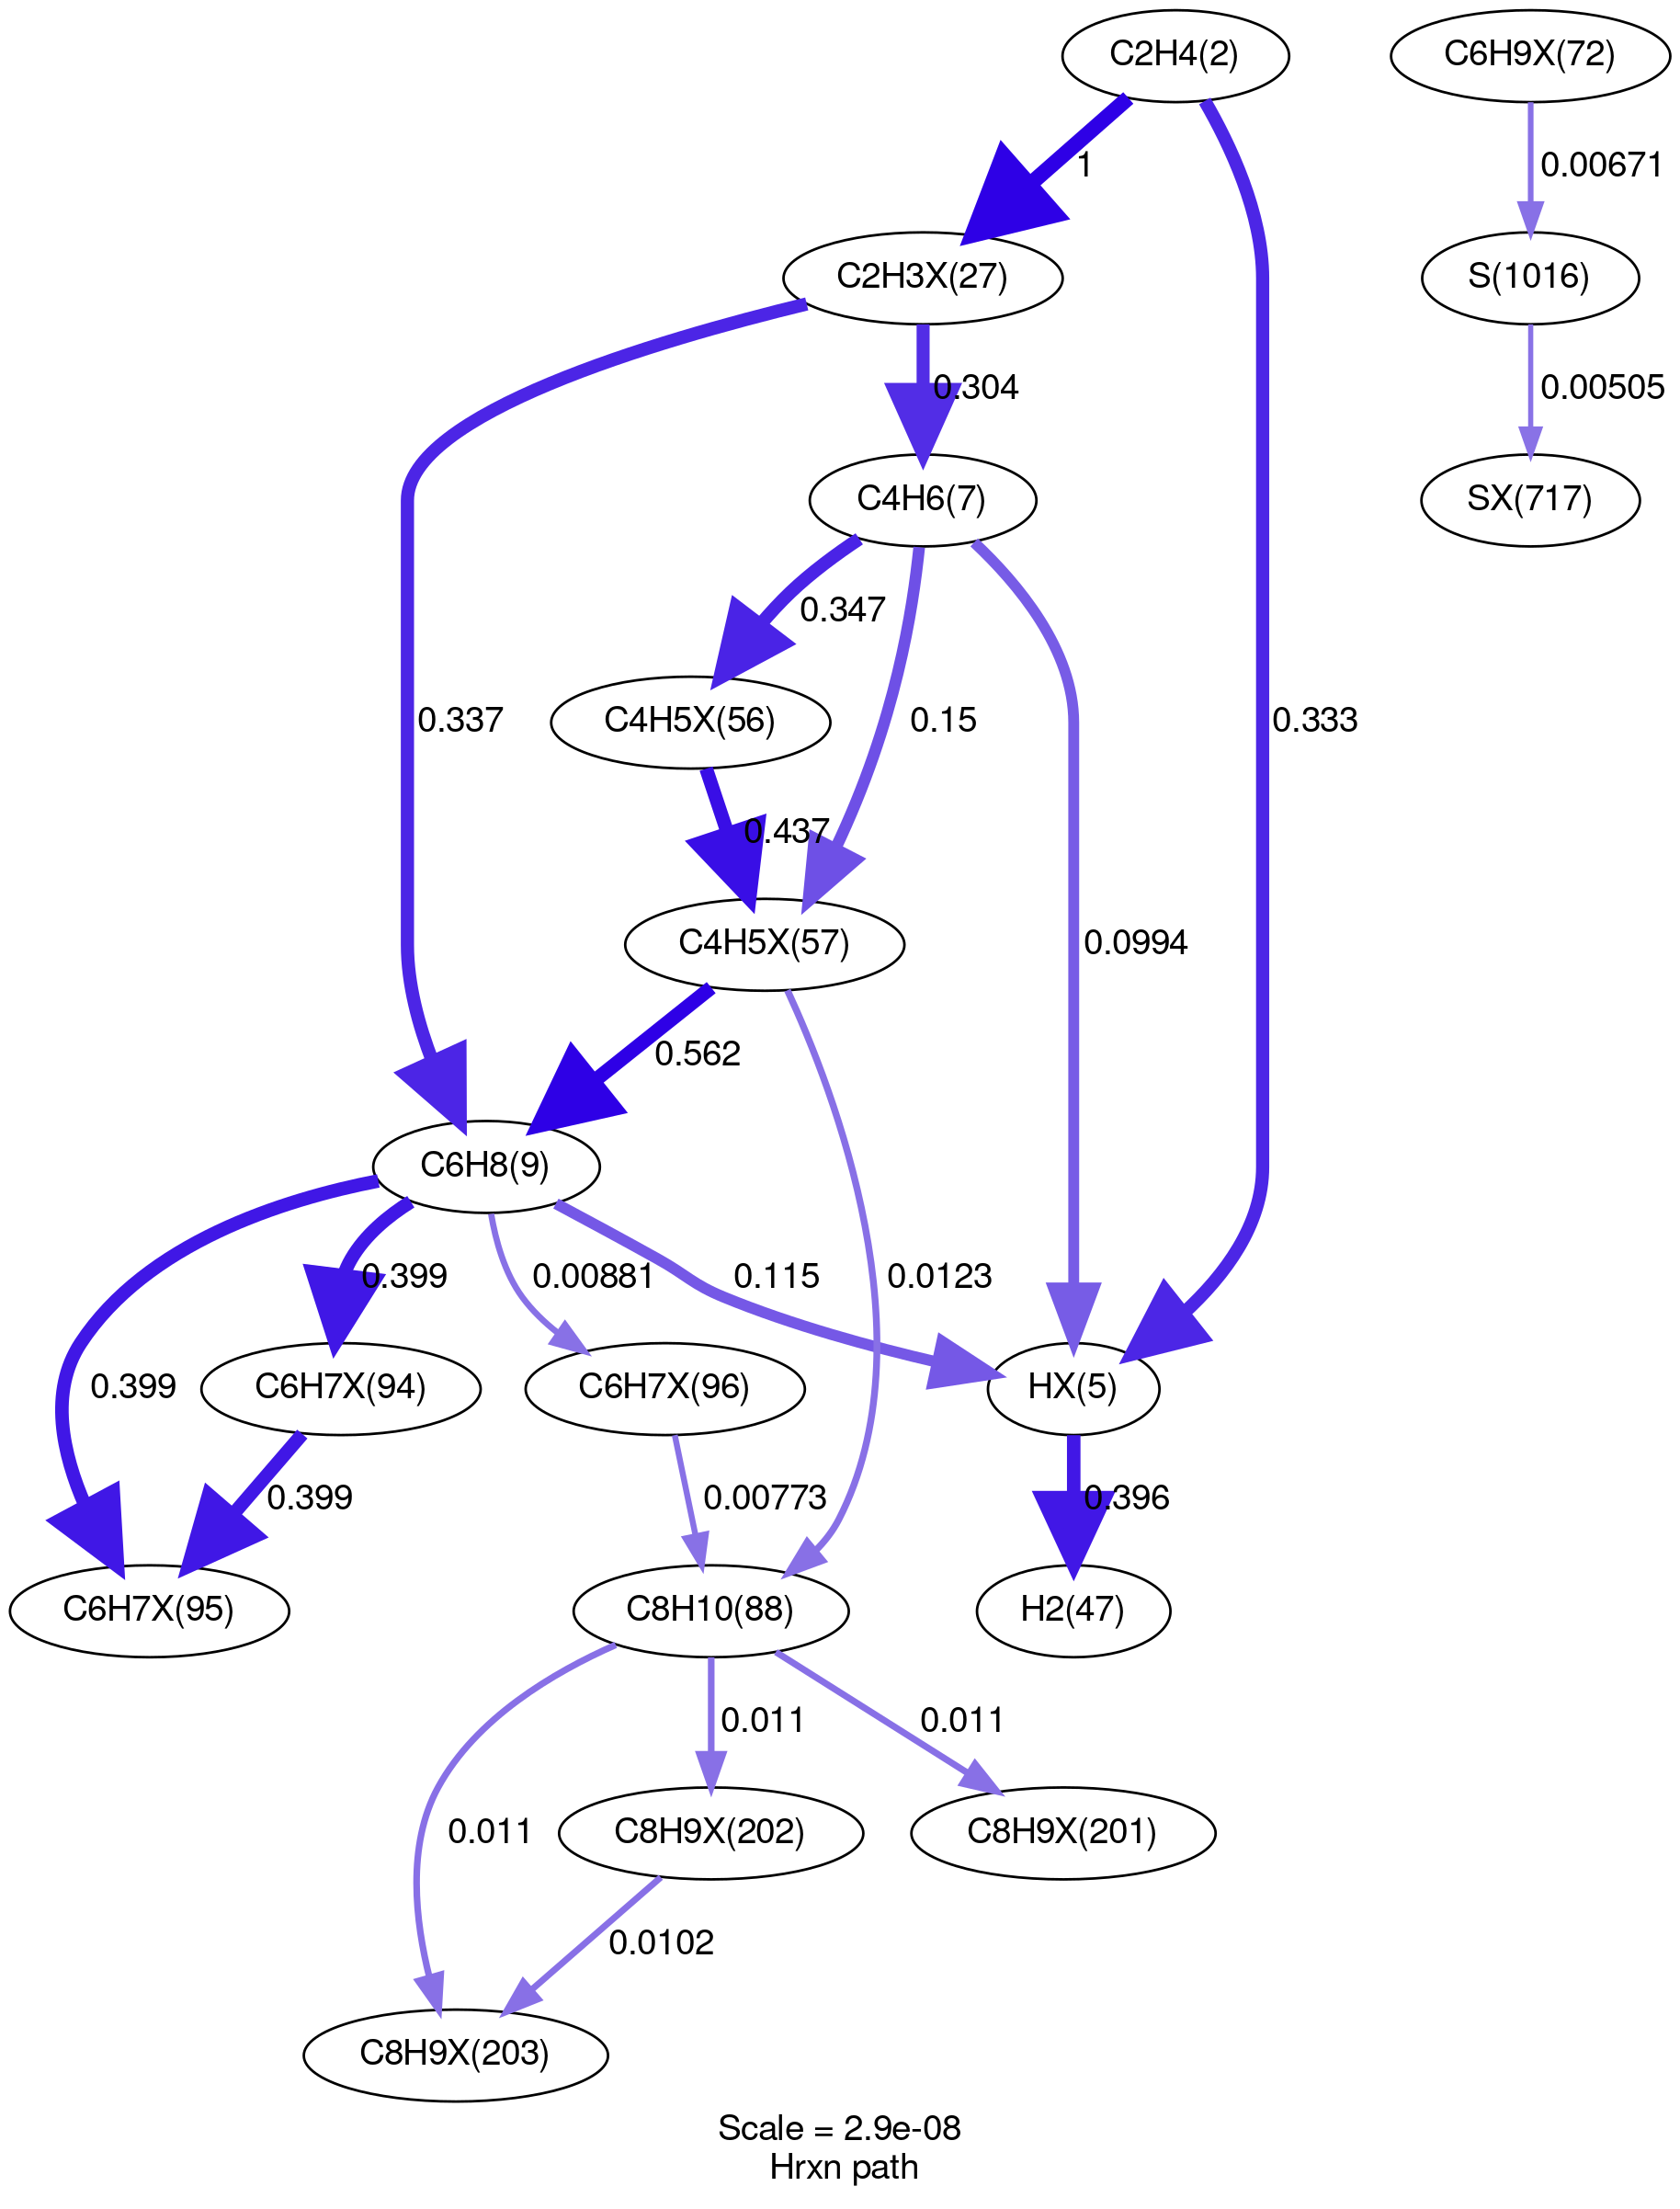 C2H4(2)
C6H9X(72)
1
0.00671
C2H3X(27)
S(1016)
0.304
0.00505
C4H6(7)
SX(717)
0.347
C4H5X(56)
0.337
0.15
0.333
0.437
C4H5X(57)
0.0994
0.562
C6H8(9)
0.399
0.00881
0.115
0.0123
0.399
C6H7X(94)
C6H7X(96)
HX(5)
0.399
0.00773
0.396
C6H7X(95)
C8H10(88)
H2(47)
0.011
0.011
0.011
C8H9X(202)
C8H9X(201)
0.0102
C8H9X(203)
Scale = 2.9e-08
Hrxn path